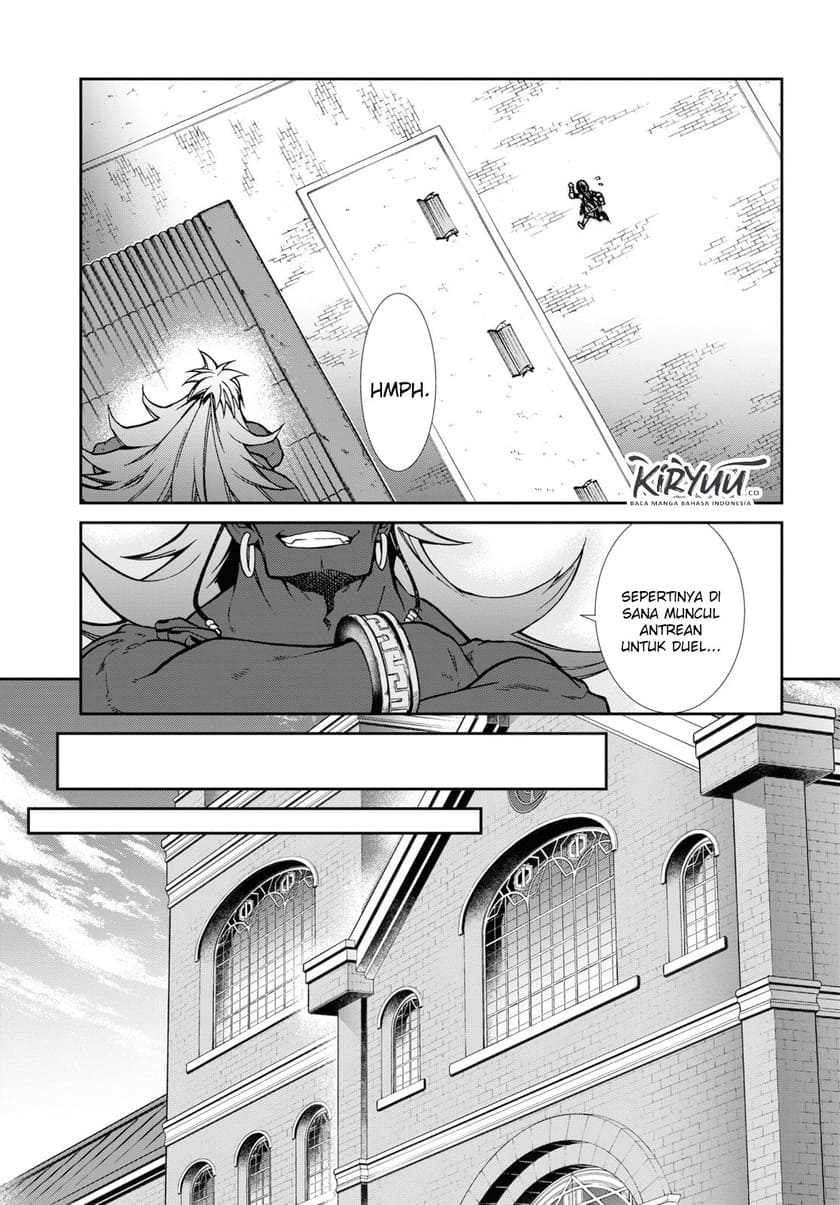 HMPH.
KIRYUU.CO
BACA MANGA BAHASA INDONESIA
SEPERTINYA DI
SANA MUNCUL
ANTREAN
UNTUK DUEL...